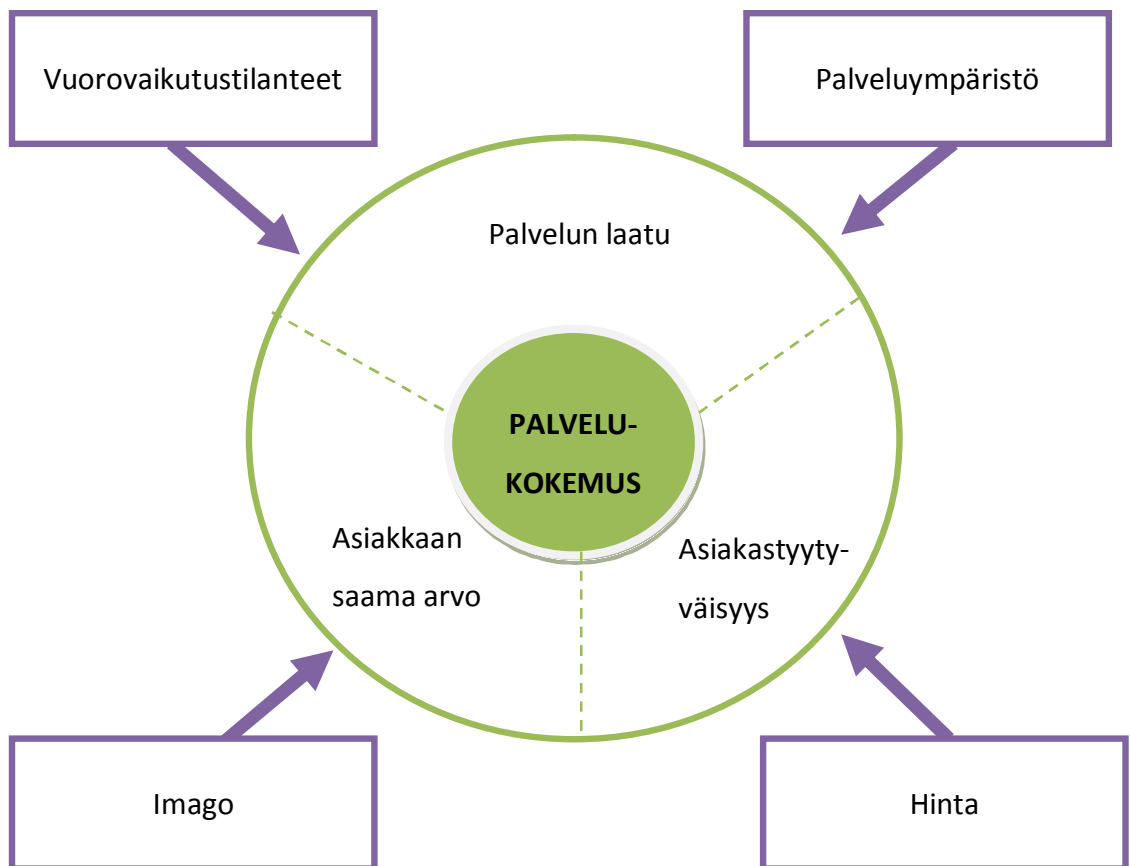 Vuorovaikutustilanteet
Palveluympäristö
Palvelun laatu
PALVELU-
KOKEMUS
Asiakkaan
saama arvo
Asiakastyyty-
väisyys
Imago
Hinta